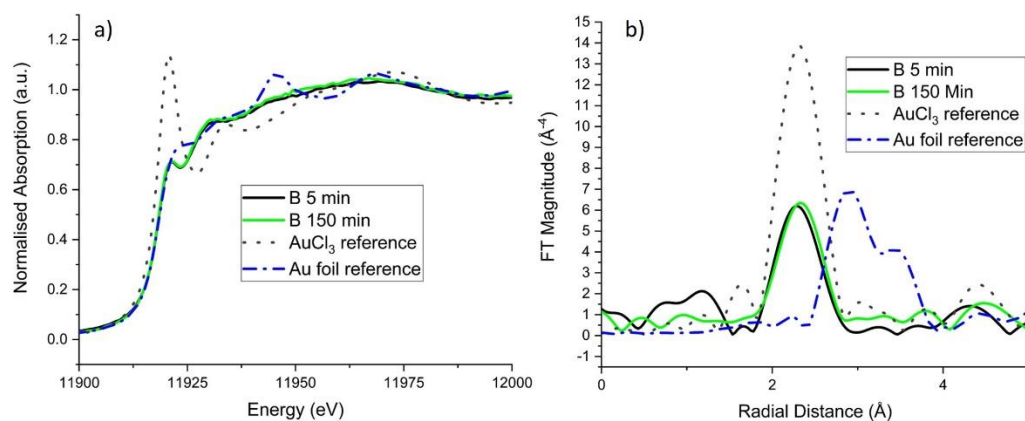 a)
Normalised Absorption (a.u.)
1.2
1.0
0.8
0.6
0.4
0.2
0.0
B 5 min
B 150 min
AuCl₃ reference
Au foil reference
11900
11925
11950
11975
12000
Energy (eV)
b)
FT Magnitude (Å⁻⁴)
15
14
13
12
11
10
9
8
7
6
5
4
3
2
1
0
-1
B 5 min
B 150 Min
AuCl₃ reference
Au foil reference
0
2
4
Radial Distance (Å)